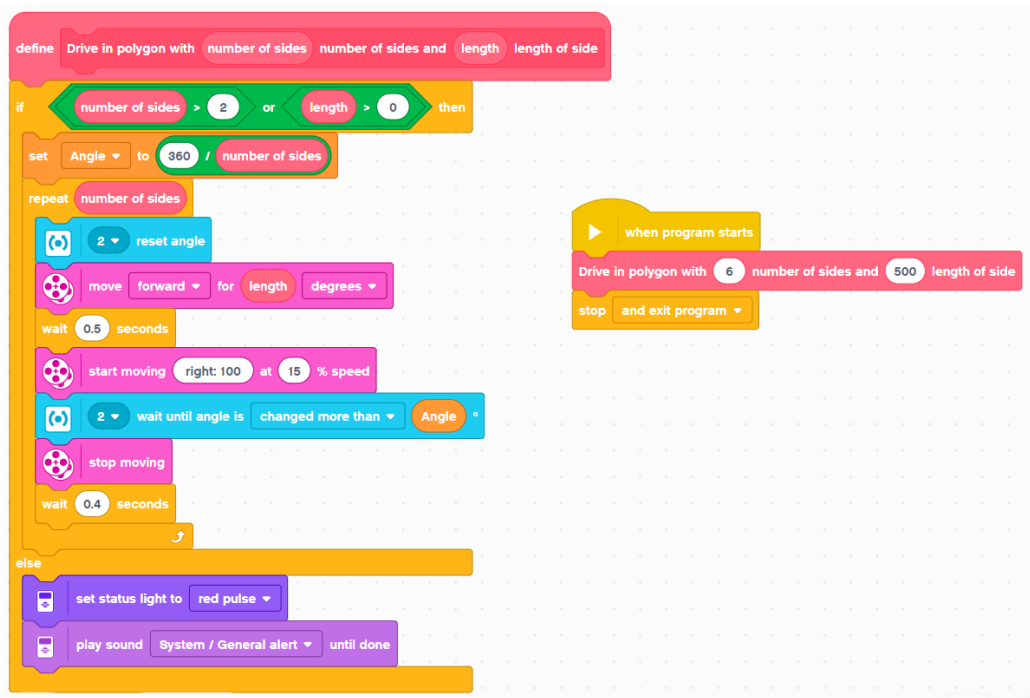 define Drive in polygon with number of sides number of sides and length length of side
if number of sides > 2 or length > 0 then
set Angle to 360 / number of sides
repeat number of sides
2 reset angle
move forward for length degrees
wait 0.5 seconds
start moving right: 100 at 15 % speed
2 wait until angle is changed more than Angle °
stop moving
wait 0.4 seconds
else
set status light to red pulse
play sound System / General alert until done
when program starts
Drive in polygon with 6 number of sides and 500 length of side
stop and exit program